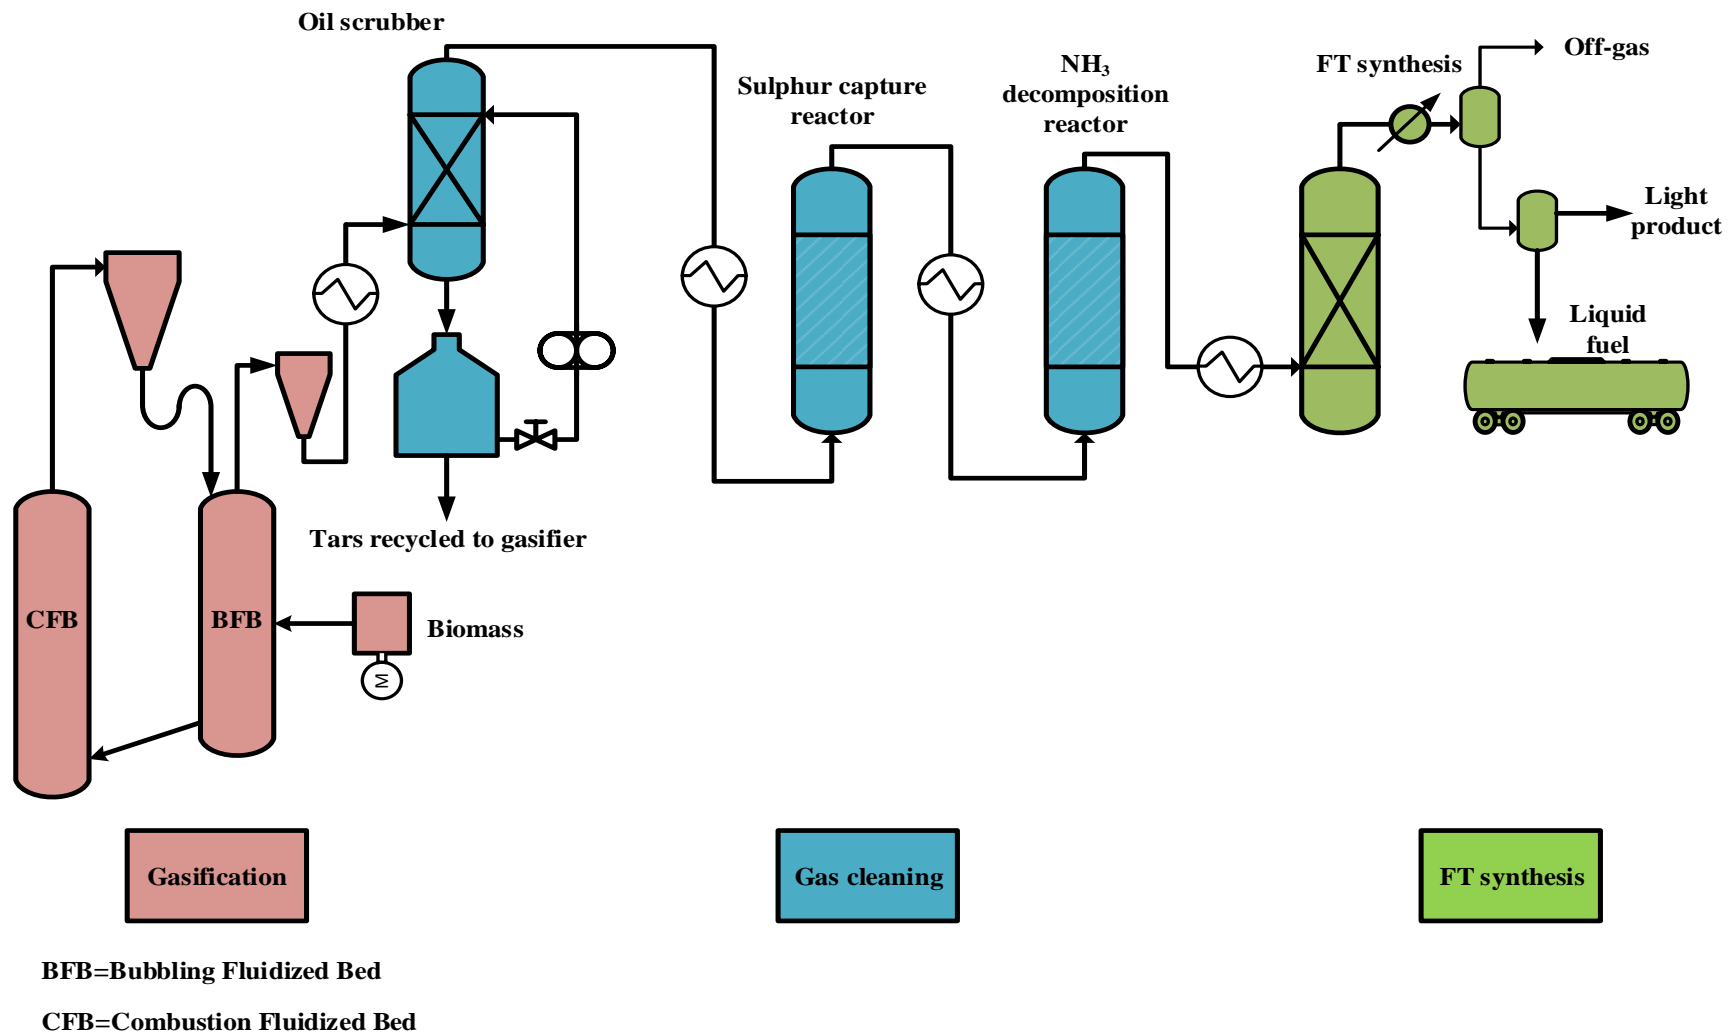 Oil scrubber
Sulphur capture
reactor
NH₃
decomposition
reactor
FT synthesis
Off-gas
Light
product
Liquid
fuel
Tars recycled to gasifier
CFB
BFB
Biomass
M
Gasification
Gas cleaning
FT synthesis
BFB=Bubbling Fluidized Bed
CFB=Combustion Fluidized Bed